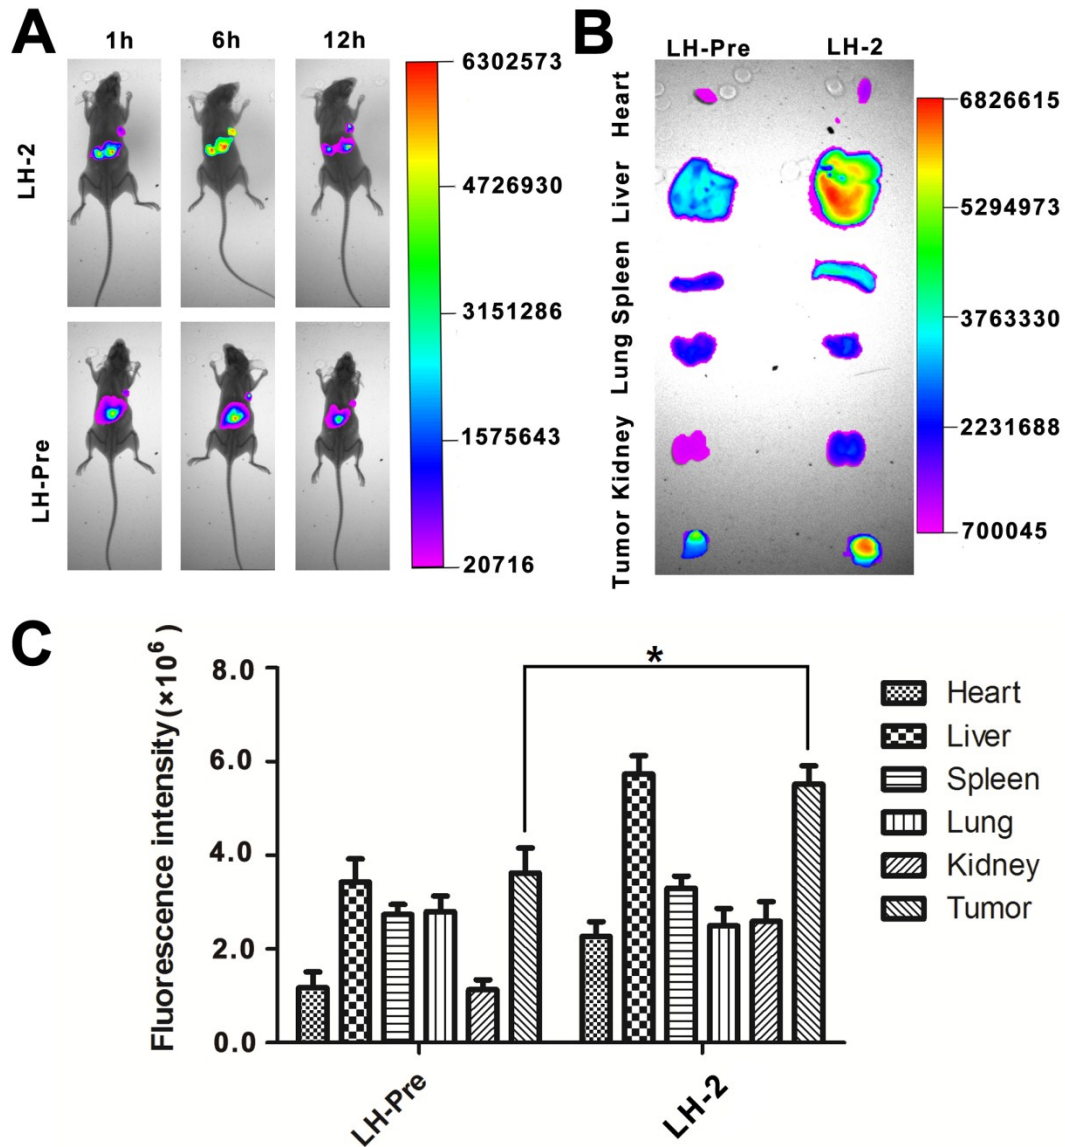 A
1h 6h 12h
LH-2
LH-Pre
6302573
4726930
3151286
1575643
20716
B
LH-Pre LH-2
Heart
Liver
Spleen
Lung
Kidney
Tumor
6826615
5294973
3763330
2231688
700045
C
Fluorescence intensity (×10⁶)
8.0
6.0
4.0
2.0
0.0
*
LH-Pre
LH-2
Heart
Liver
Spleen
Lung
Kidney
Tumor